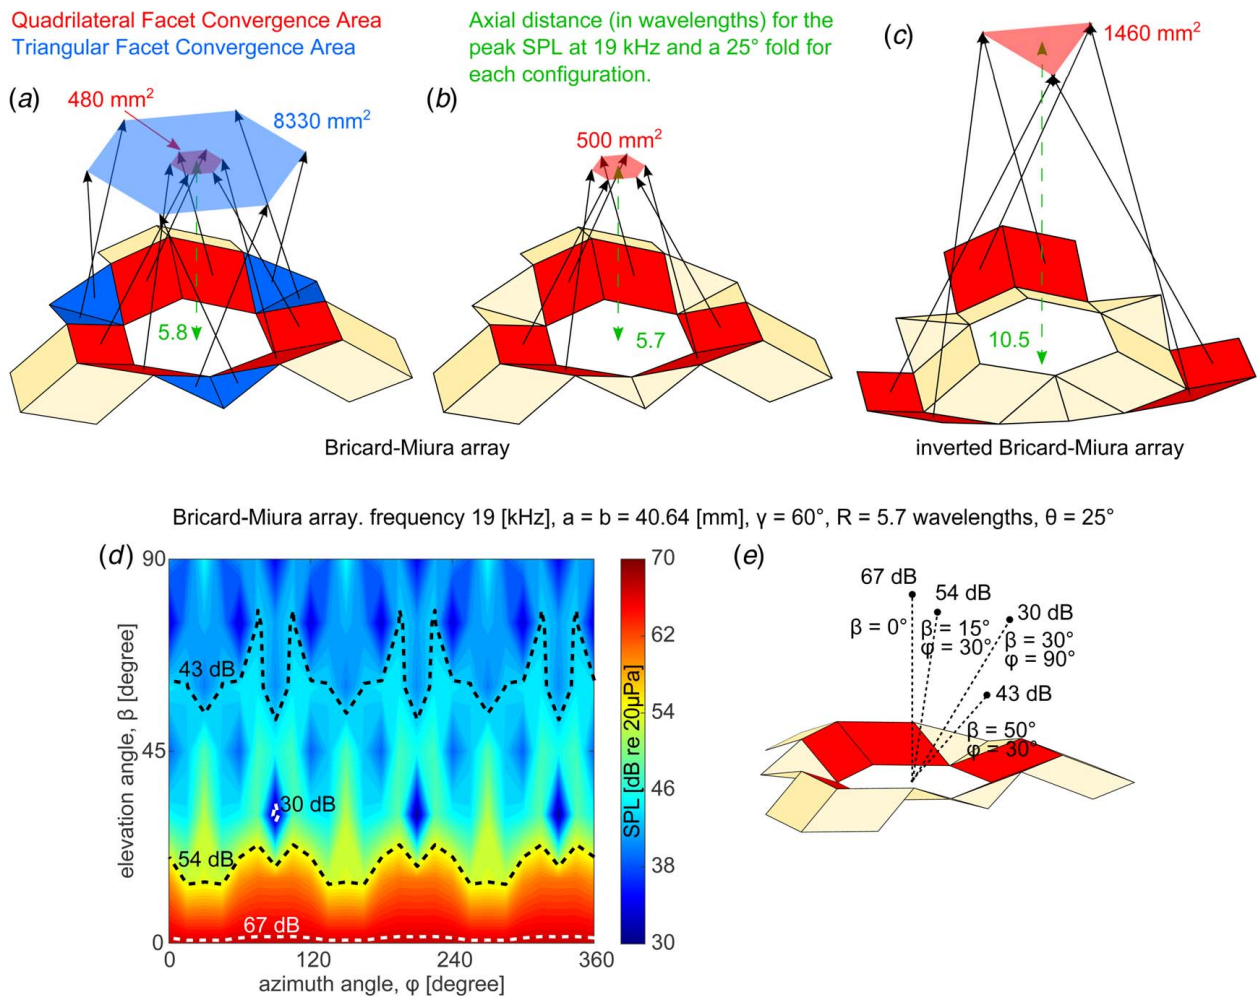 Quadrilateral Facet Convergence Area
Triangular Facet Convergence Area
Axial distance (in wavelengths) for the
peak SPL at 19 kHz and a 25° fold for
each configuration.
(a)
480 mm²
8330 mm²
5.8
(b)
500 mm²
5.7
(c)
1460 mm²
10.5
Bricard-Miura array
inverted Bricard-Miura array
Bricard-Miura array. frequency 19 [kHz], a = b = 40.64 [mm], γ = 60°, R = 5.7 wavelengths, θ = 25°
(d)
elevation angle, β [degree]
90
45
0
43 dB
30 dB
54 dB
67 dB
0
120
240
360
azimuth angle, φ [degree]
SPL [dB re 20μPa]
70
62
54
46
38
30
(e)
67 dB
β = 0°
54 dB
β = 15°
φ = 30°
30 dB
β = 30°
φ = 90°
43 dB
β = 50°
φ = 30°